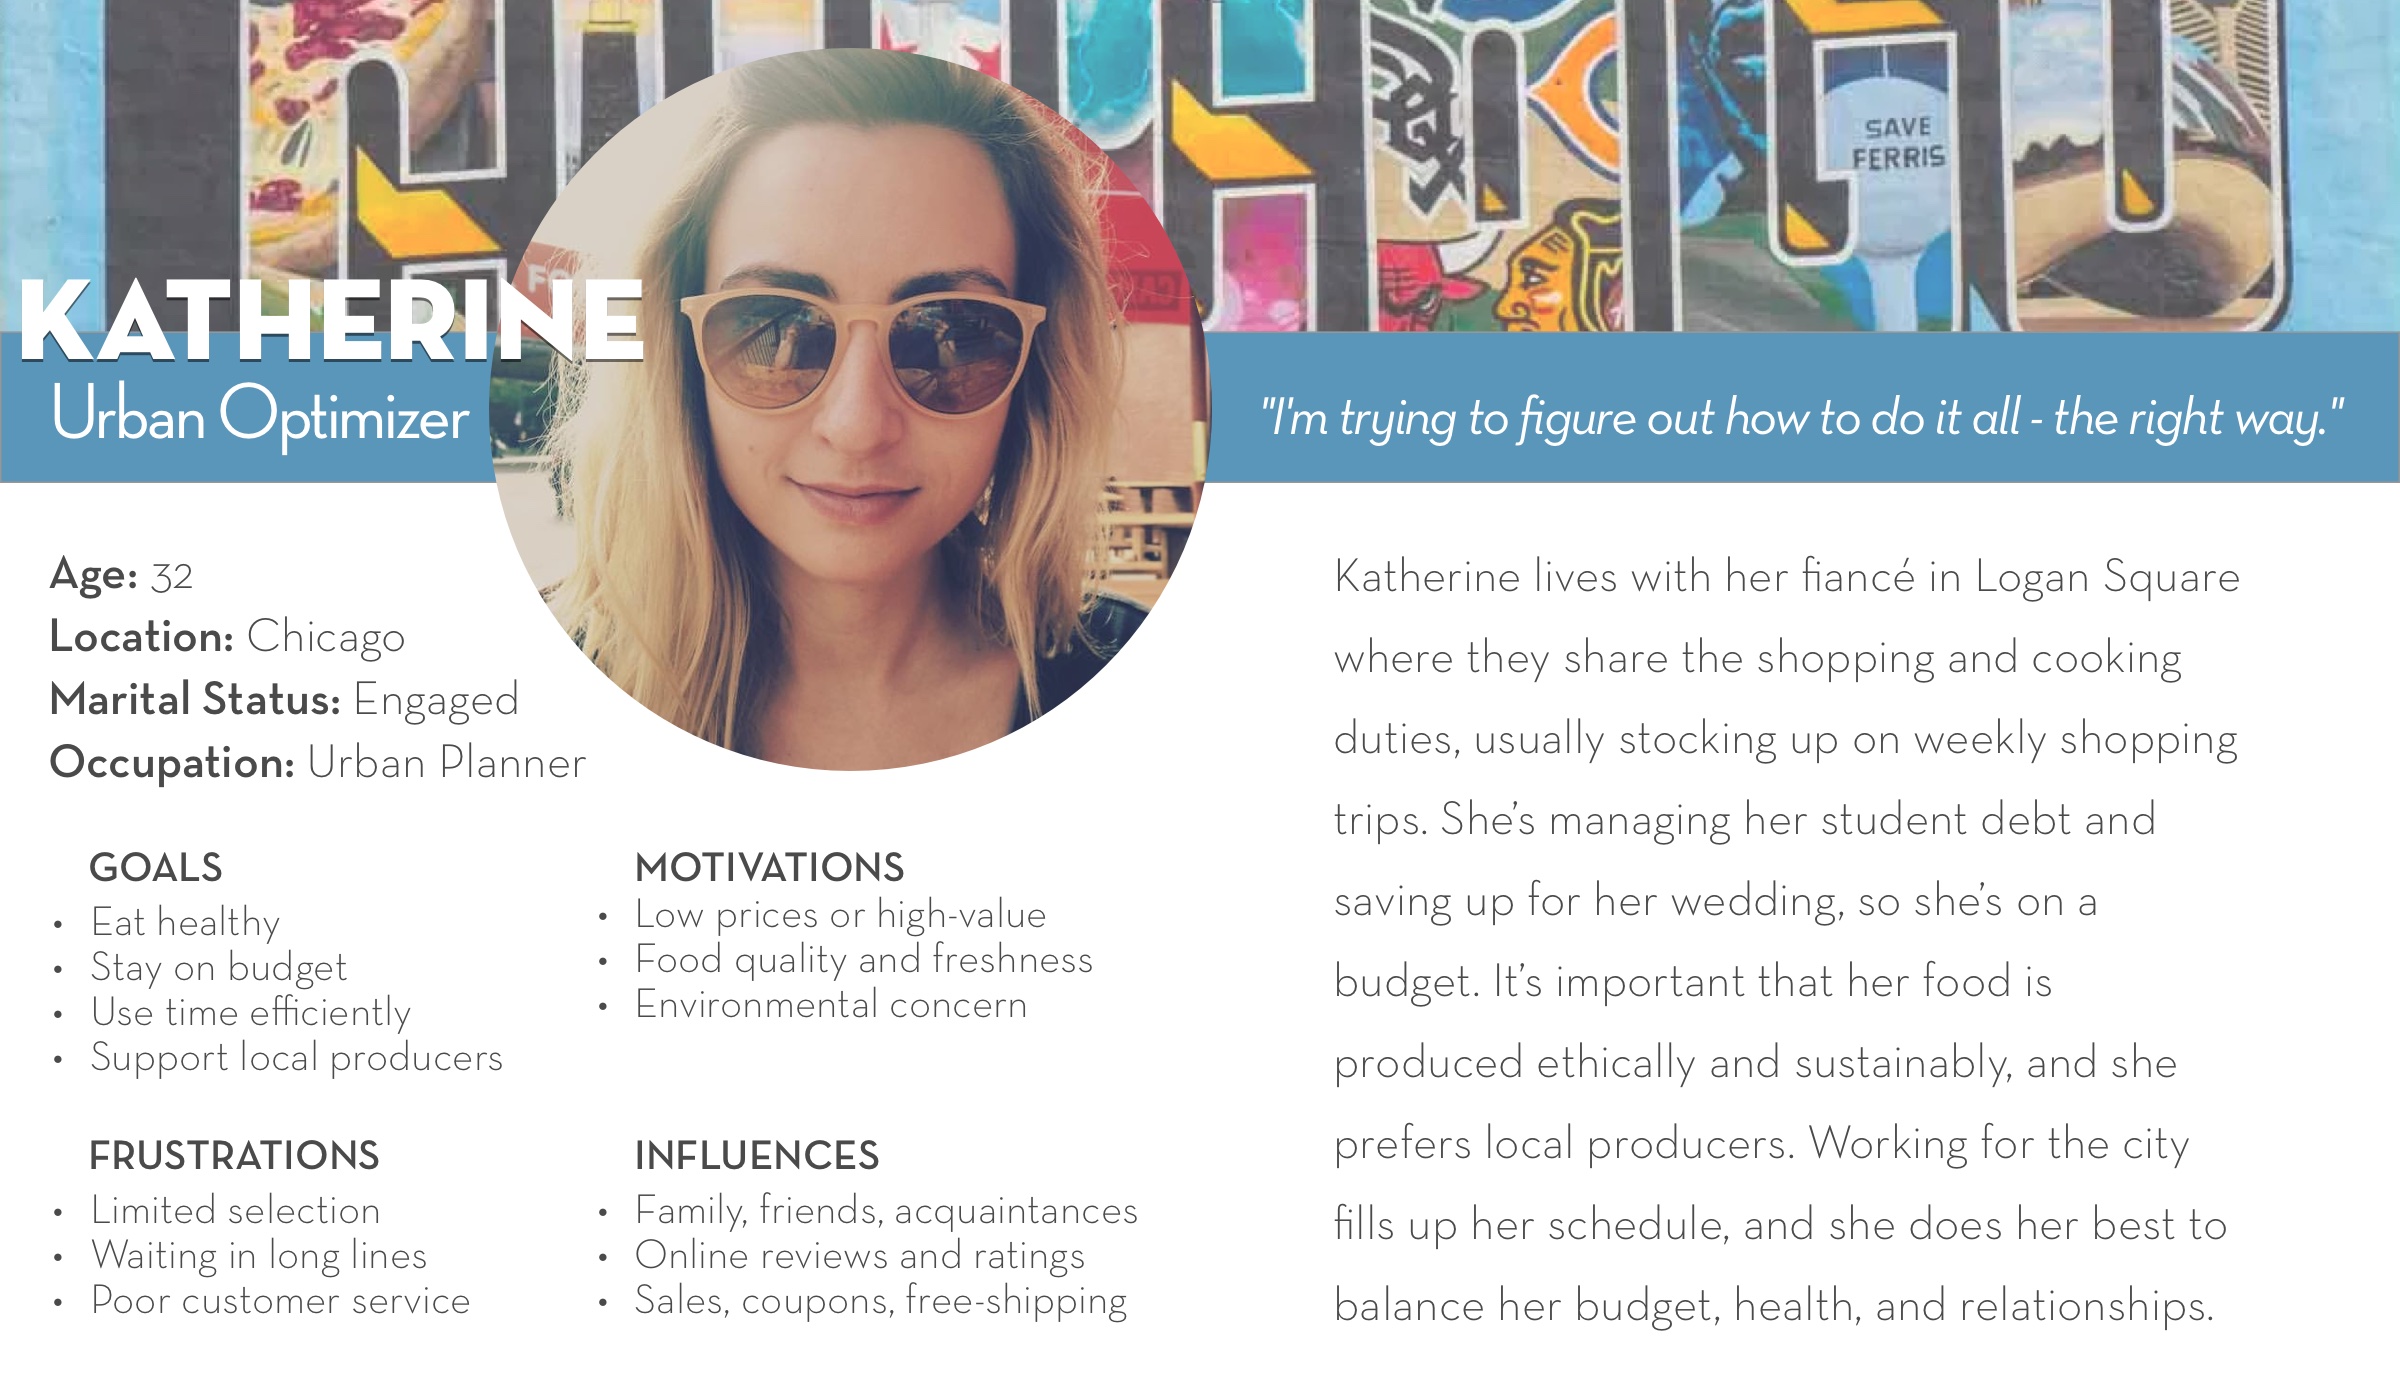 SAVE
FERRIS
KATHERINE
Urban Optimizer
"I'm trying to figure out how to do it all - the right way."
Age: 32
Location: Chicago
Marital Status: Engaged
Occupation: Urban Planner
GOALS
• Eat healthy
• Stay on budget
• Use time efficiently
• Support local producers
MOTIVATIONS
• Low prices or high-value
• Food quality and freshness
• Environmental concern
FRUSTRATIONS
• Limited selection
• Waiting in long lines
• Poor customer service
INFLUENCES
• Family, friends, acquaintances
• Online reviews and ratings
• Sales, coupons, free-shipping
Katherine lives with her fiancé in Logan Square
where they share the shopping and cooking
duties, usually stocking up on weekly shopping
trips. She’s managing her student debt and
saving up for her wedding, so she’s on a
budget. It’s important that her food is
produced ethically and sustainably, and she
prefers local producers. Working for the city
fills up her schedule, and she does her best to
balance her budget, health, and relationships.